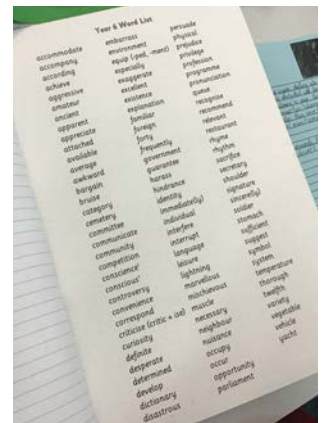 Year 6 Word List
accommodate
accompany
according
achieve
aggressive
amateur
ancient
apparent
appreciate
attached
available
average
awkward
bargain
bruise
category
cemetery
committee
communicate
community
competition
conscience*
conscious*
controversy
convenience
correspond
criticise (critic + ise)
curiosity
definite
desperate
determined
develop
dictionary
disastrous
embarrass
environment
equip (-ped, -ment)
especially
exaggerate
excellent
existence
explanation
familiar
foreign
forty
frequently
government
guarantee
harass
hindrance
identity
immediate(ly)
individual
interfere
interrupt
language
leisure
lightning
marvellous
mischievous
muscle
necessary
neighbour
nuisance
occupy
occur
opportunity
parliament
persuade
physical
prejudice
privilege
profession
programme
pronunciation
queue
recognise
recommend
relevant
restaurant
rhyme
rhythm
sacrifice
secretary
shoulder
signature
sincere(ly)
soldier
stomach
sufficient
suggest
symbol
system
temperature
thorough
twelfth
variety
vegetable
vehicle
yacht